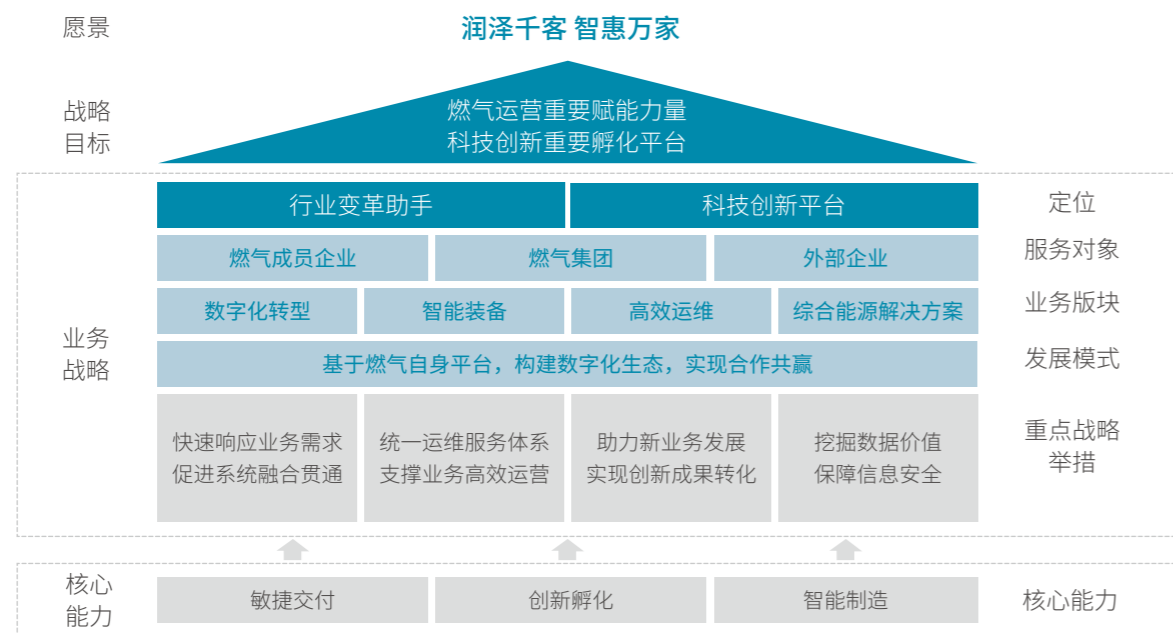 愿景
润泽千客 智惠万家
战略
目标
燃气运营重要赋能力量
科技创新重要孵化平台
行业变革助手
科技创新平台
定位
燃气成员企业
燃气集团
外部企业
服务对象
业务
战略
数字化转型
智能装备
高效运维
综合能源解决方案
业务版块
基于燃气自身平台，构建数字化生态，实现合作共赢
发展模式
快速响应业务需求
促进系统融合贯通
统一运维服务体系
支撑业务高效运营
助力新业务发展
实现创新成果转化
挖掘数据价值
保障信息安全
重点战略
举措
核心
能力
敏捷交付
创新孵化
智能制造
核心能力